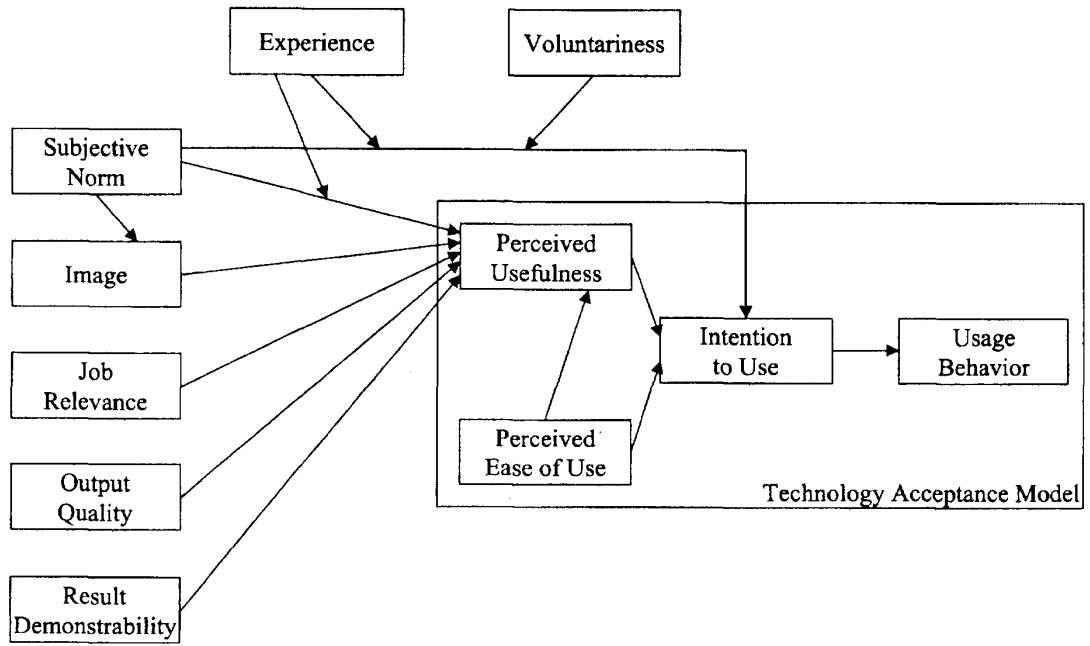 Experience
Voluntariness
Subjective
Norm
Image
Job
Relevance
Output
Quality
Result
Demonstrability
Perceived
Usefulness
Perceived
Ease of Use
Intention
to Use
Usage
Behavior
Technology Acceptance Model